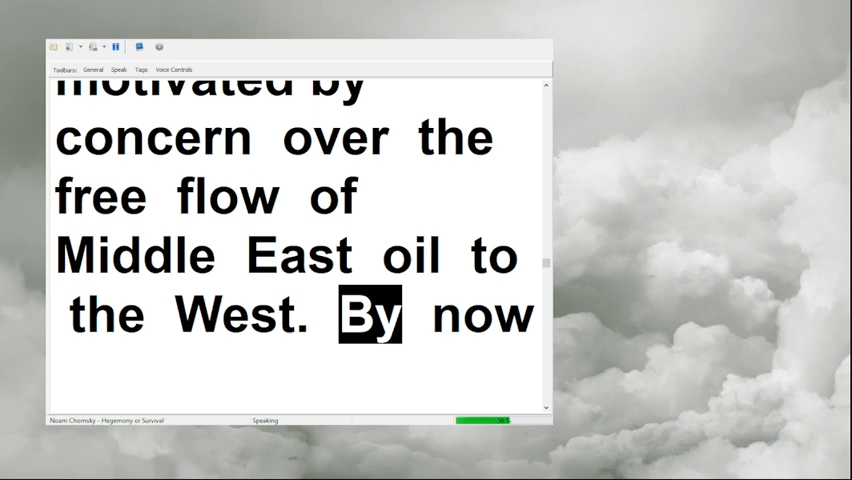 Toolbars: General Speak Tags Voice Controls
motivated by
concern over the
free flow of
Middle East oil to
the West. By now
Noam Chomsky - Hegemony or Survival Speaking